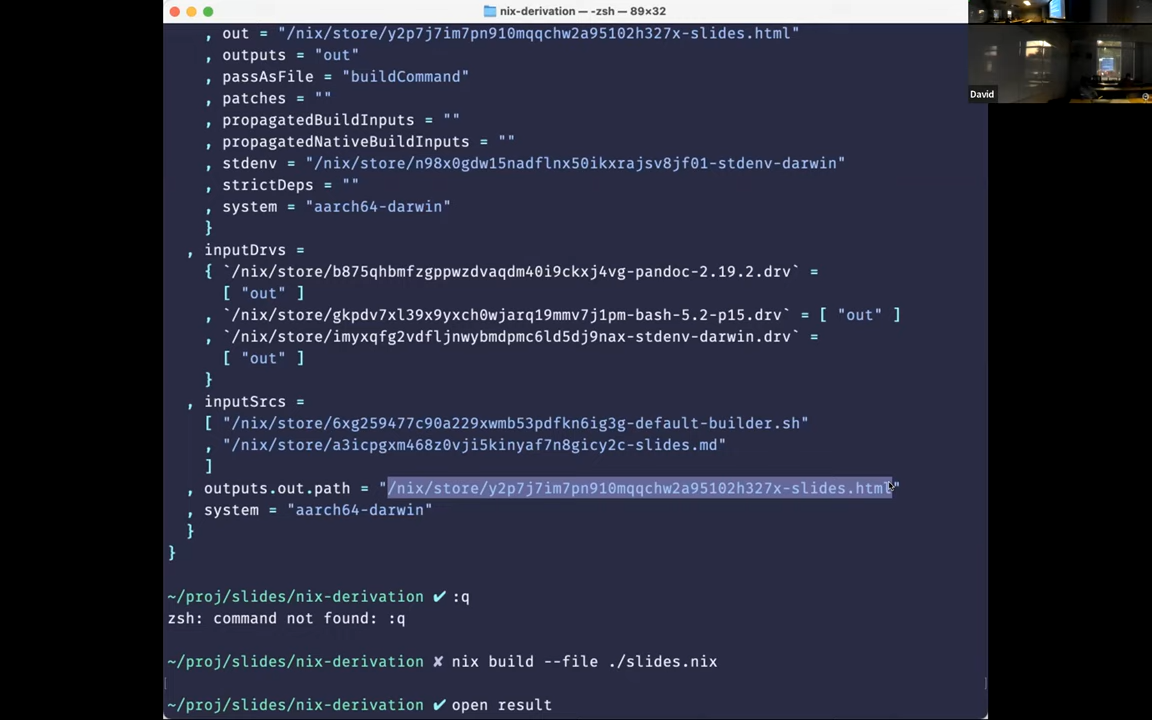 nix-derivation — -zsh — 89×32
, out = "/nix/store/y2p7j7im7pn910mqqchw2a95102h327x-slides.html"
, outputs = "out"
, passAsFile = "buildCommand"
, patches = ""
, propagatedBuildInputs = ""
, propagatedNativeBuildInputs = ""
, stdenv = "/nix/store/n98x0gdw15nadflnx50ikxrajsv8jf01-stdenv-darwin"
, strictDeps = ""
, system = "aarch64-darwin"
}
, inputDrvs =
{ `/nix/store/b875qhbmfzgppwzdvaqdm40i9ckxj4vg-pandoc-2.19.2.drv` =
[ "out" ]
, `/nix/store/gkpdv7xl39x9yxch0wjarq19mmv7j1pm-bash-5.2-p15.drv` = [ "out" ]
, `/nix/store/imyxqfg2vdfljnwybmdpmc6ld5dj9nax-stdenv-darwin.drv` =
[ "out" ]
}
, inputSrcs =
[ "/nix/store/6xg259477c90a229xwmb53pdfkn6ig3g-default-builder.sh"
, "/nix/store/a3icpgxm468z0vji5kinyaf7n8gicy2c-slides.md"
]
, outputs.out.path = "/nix/store/y2p7j7im7pn910mqqchw2a95102h327x-slides.html"
, system = "aarch64-darwin"
}
}
~/proj/slides/nix-derivation ✔ :q
zsh: command not found: :q
~/proj/slides/nix-derivation ✘ nix build --file ./slides.nix
~/proj/slides/nix-derivation ✔ open result
David